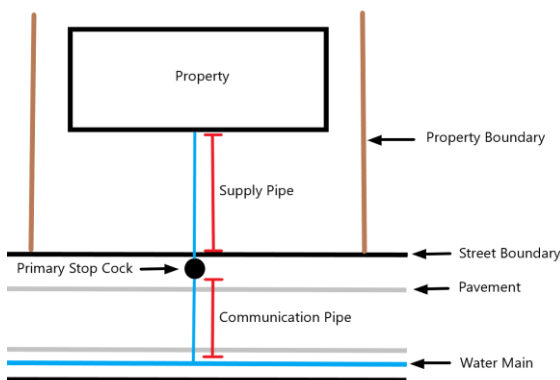 Property
Property Boundary
Supply Pipe
Street Boundary
Primary Stop Cock
Pavement
Communication Pipe
Water Main